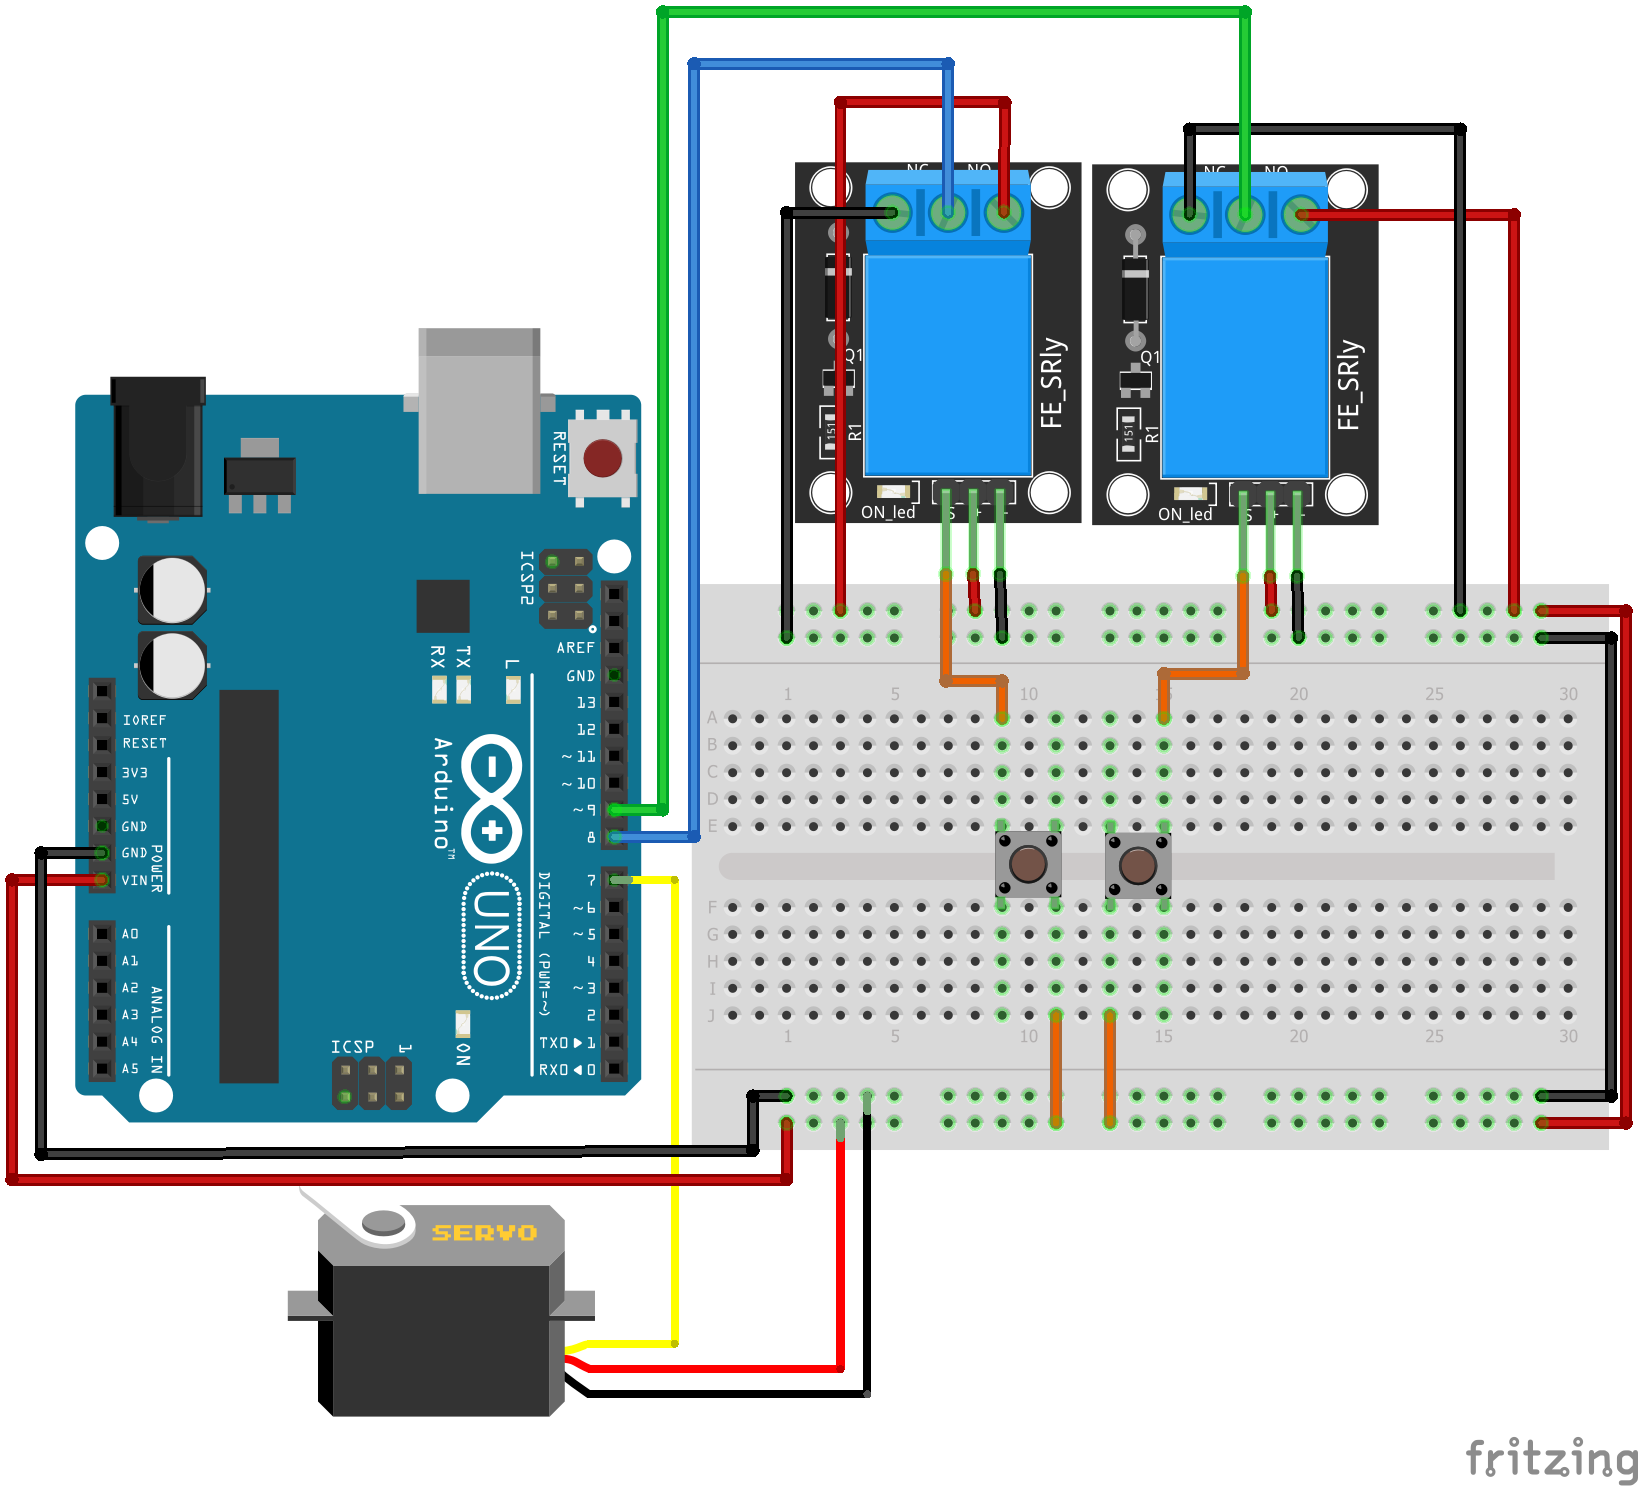 NC NO
NC NO
Q1
151
R1
FE_SRly
ON_led
S + -
Q1
151
R1
FE_SRly
ON_led
S + -
RESET
ICSP2
RX
TX
L
AREF
GND
13
12
~11
~10
~9
8
7
~6
~5
4
~3
2
TX0▶1
RX0◀0
DIGITAL (PWM=~)
IOREF
RESET
3V3
5V
GND
GND
VIN
POWER
A0
A1
A2
A3
A4
A5
ANALOG IN
Arduino™
UNO
ON
ICSP 1
1 5 10 15 20 25 30
A
B
C
D
E
F
G
H
I
J
1 5 10 15 20 25 30
SERVO
fritzing